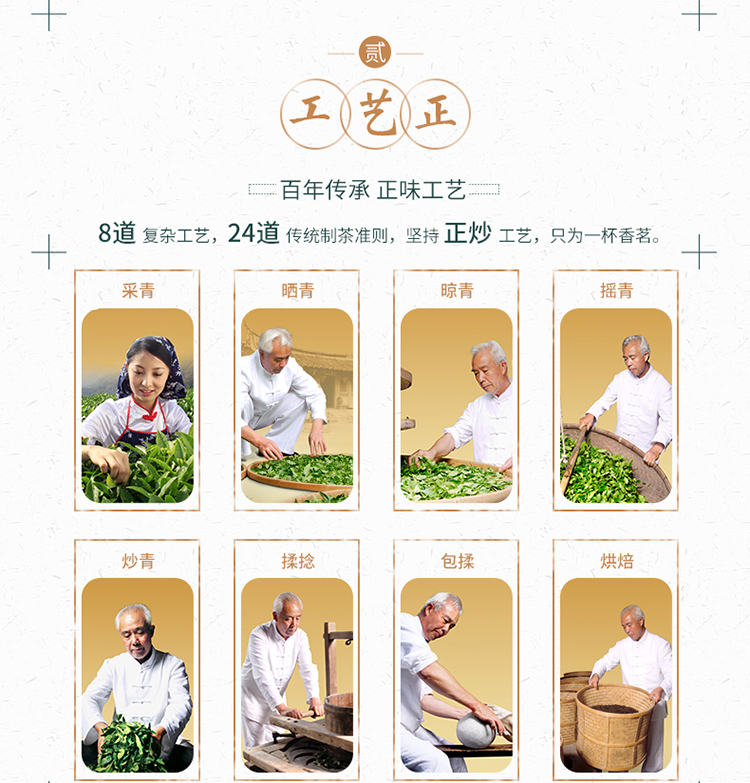 贰
工艺正
百年传承 正味工艺
8道 复杂工艺，24道 传统制茶准则，坚持 正炒 工艺，只为一杯香茗。
采青 晒青 晾青 摇青
炒青 揉捻 包揉 烘焙